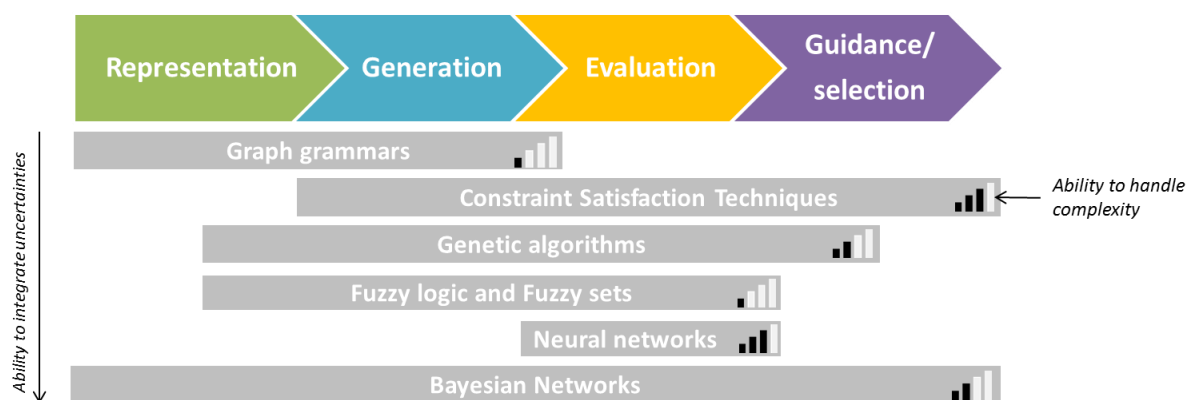 Representation
Generation
Evaluation
Guidance/
selection
Ability to integrate uncertainties
Graph grammars
Constraint Satisfaction Techniques
Ability to handle
complexity
Genetic algorithms
Fuzzy logic and Fuzzy sets
Neural networks
Bayesian Networks